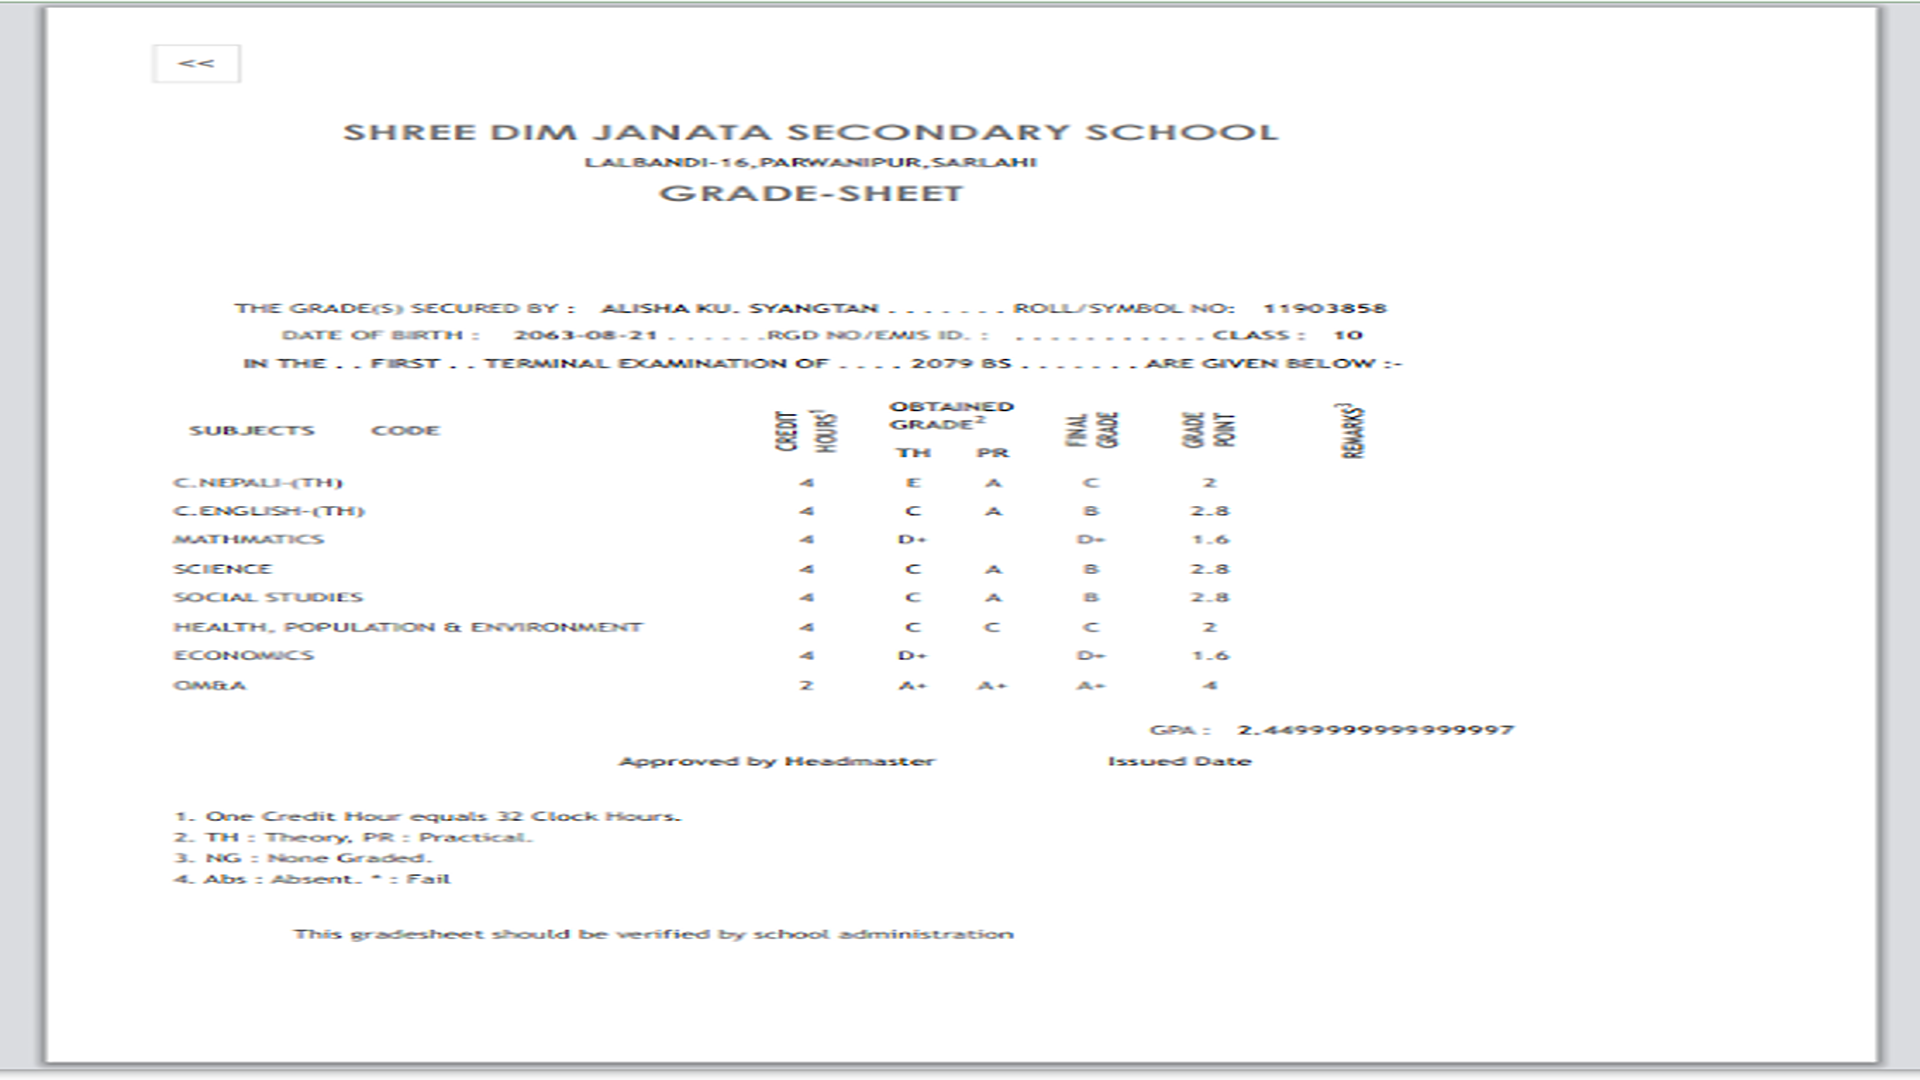 <<
SHREE DIM JANATA SECONDARY SCHOOL
LALBANDI-16,PARWANIPUR,SARLAHI
GRADE-SHEET
THE GRADE(S) SECURED BY : ALISHA KU. SYANGTAN . . . . . . . ROLL/SYMBOL NO: 11903858
DATE OF BIRTH : 2063-08-21 . . . . . .RGD NO/EMIS ID. : . . . . . . . . . . . . CLASS : 10
IN THE . . FIRST . . TERMINAL EXAMINATION OF . . . . 2079 BS . . . . . . . ARE GIVEN BELOW :-
SUBJECTS CODE CREDIT HOURS1 OBTAINED GRADE2 FINAL GRADE GRADE POINT REMARKS3
TH PR
C.NEPALI-(TH) 4 E A C 2
C.ENGLISH-(TH) 4 C A B 2.8
MATHMATICS 4 D+ D+ 1.6
SCIENCE 4 C A B 2.8
SOCIAL STUDIES 4 C A B 2.8
HEALTH, POPULATION & ENVIRONMENT 4 C C C 2
ECONOMICS 4 D+ D+ 1.6
OM&A 2 A+ A+ A+ 4
GPA : 2.4499999999999997
Approved by Headmaster Issued Date
1. One Credit Hour equals 32 Clock Hours.
2. TH : Theory, PR : Practical.
3. NG : None Graded.
4. Abs : Absent. * : Fail
This gradesheet should be verified by school administration